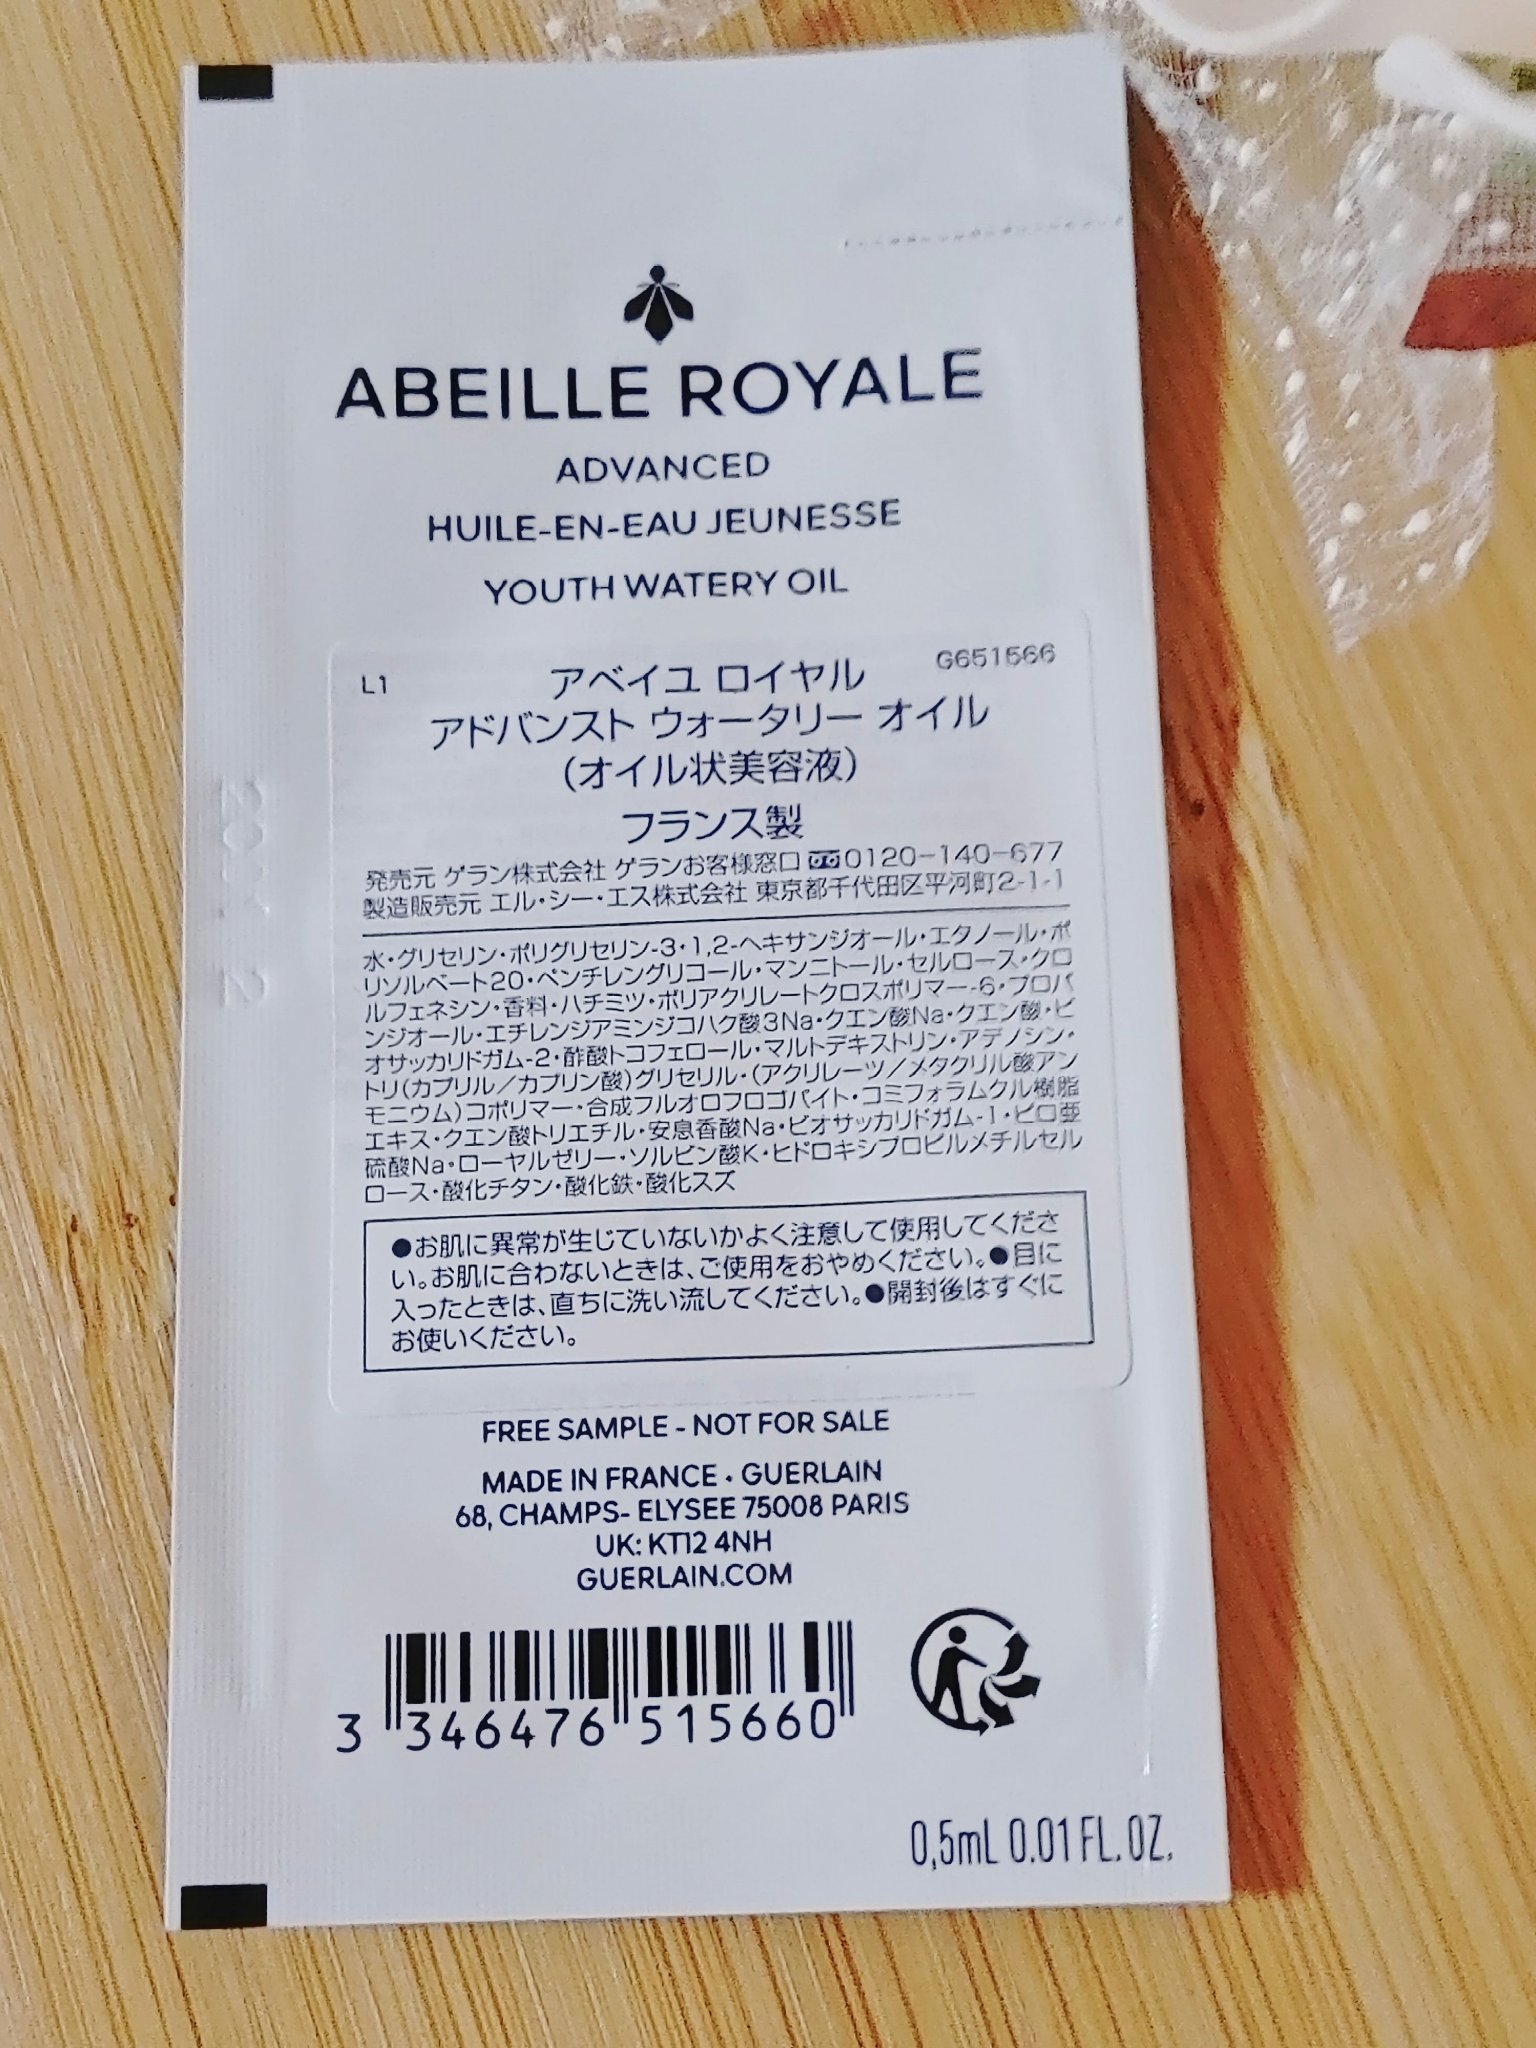 ABEILLE ROYALE
ADVANCED
HUILE-EN-EAU JEUNESSE
YOUTH WATERY OIL
L1
G651566
アベイユ ロイヤル
アドバンスト ウォータリー オイル
(オイル状美容液)
フランス製
発売元 ゲラン株式会社 ゲランお客様窓口 0120-140-677
製造販売元 エル・シー・エス株式会社 東京都千代田区平河町2-1-1
水・グリセリン・ポリグリセリン-3・1,2-ヘキサンジオール・エタノール・ポ
リソルベート20・ペンチレングリコール・マンニトール・セルロース・クロ
ルフェネシン・香料・ハチミツ・ポリアクリレートクロスポリマー-6・プロパ
ンジオール・エチレンジアミンジコハク酸3Na・クエン酸Na・クエン酸・ビ
オサッカリドガム-2・酢酸トコフェロール・マルトデキストリン・アデノシン・
トリ(カプリル/カプリン酸)グリセリル・(アクリレーツ/メタクリル酸アン
モニウム)コポリマー・合成フルオロフロゴパイト・コミフォラムクル樹脂
エキス・クエン酸トリエチル・安息香酸Na・ビオサッカリドガム-1・ピロ亜
硫酸Na・ローヤルゼリー・ソルビン酸K・ヒドロキシプロピルメチルセル
ロース・酸化チタン・酸化鉄・酸化スズ
●お肌に異常が生じていないかよく注意して使用してくださ
い。お肌に合わないときは、ご使用をおやめください。●目に
入ったときは、直ちに洗い流してください。●開封後はすぐに
お使いください。
FREE SAMPLE - NOT FOR SALE
MADE IN FRANCE • GUERLAIN
68, CHAMPS- ELYSEE 75008 PARIS
UK: KT12 4NH
GUERLAIN.COM
3 346476 515660
0,5mL 0.01 FL. OZ.